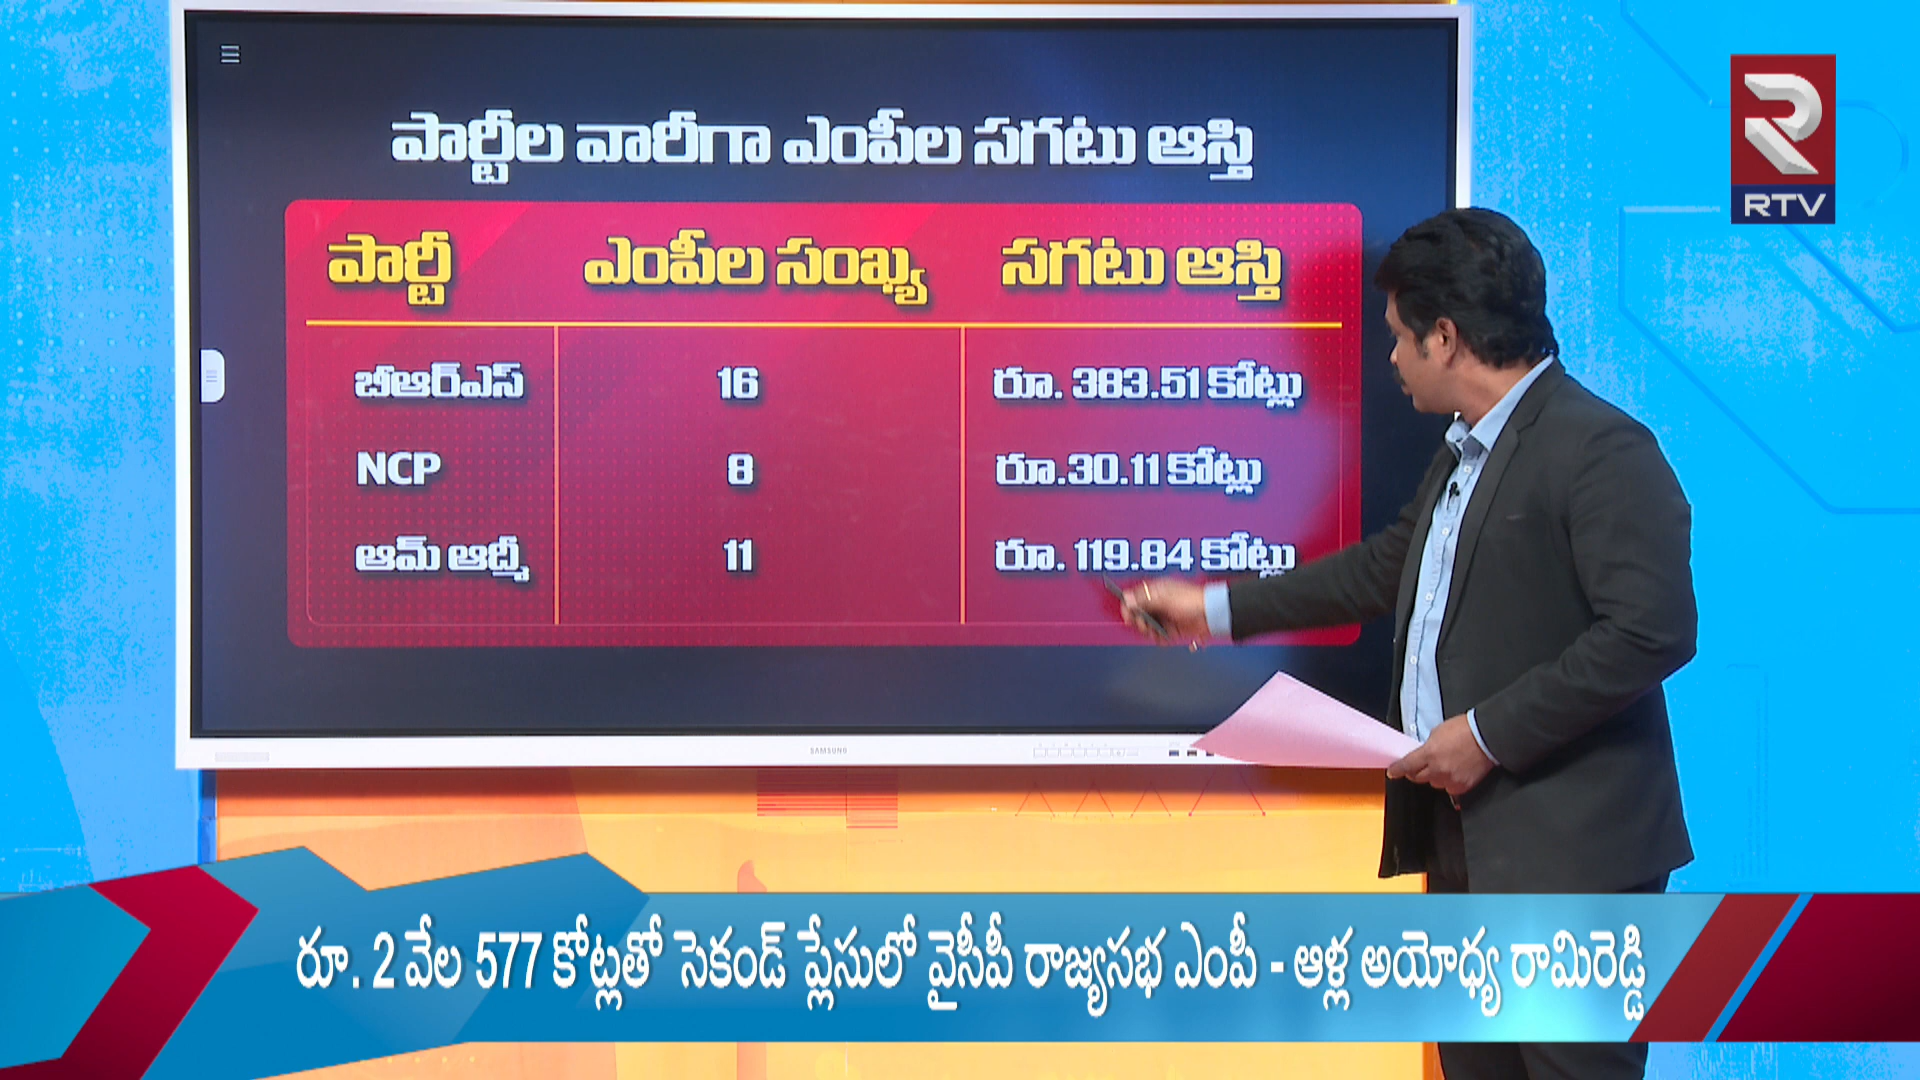 పార్టీల వారీగా ఎంపీల సగటు ఆస్తి
పార్టీ ఎంపీల సంఖ్య సగటు ఆస్తి
బీఆర్ఎస్ 16 రూ. 383.51 కోట్లు
NCP 8 రూ.30.11 కోట్లు
ఆమ్ ఆద్మీ 11 రూ. 119.84 కోట్లు
RTV
SAMSUNG
రూ. 2 వేల 577 కోట్లతో సెకండ్ ప్లేసులో వైసీపీ రాజ్యసభ ఎంపీ - ఆళ్ల అయోధ్య రామిరెడ్డి